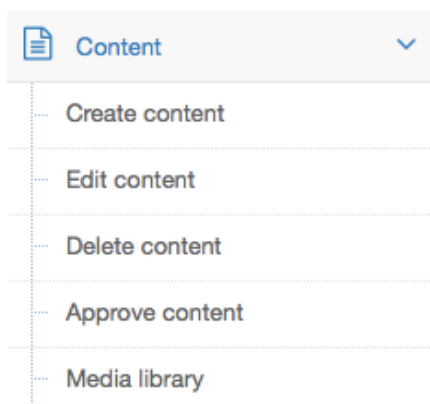 Content
Create content
Edit content
Delete content
Approve content
Media library